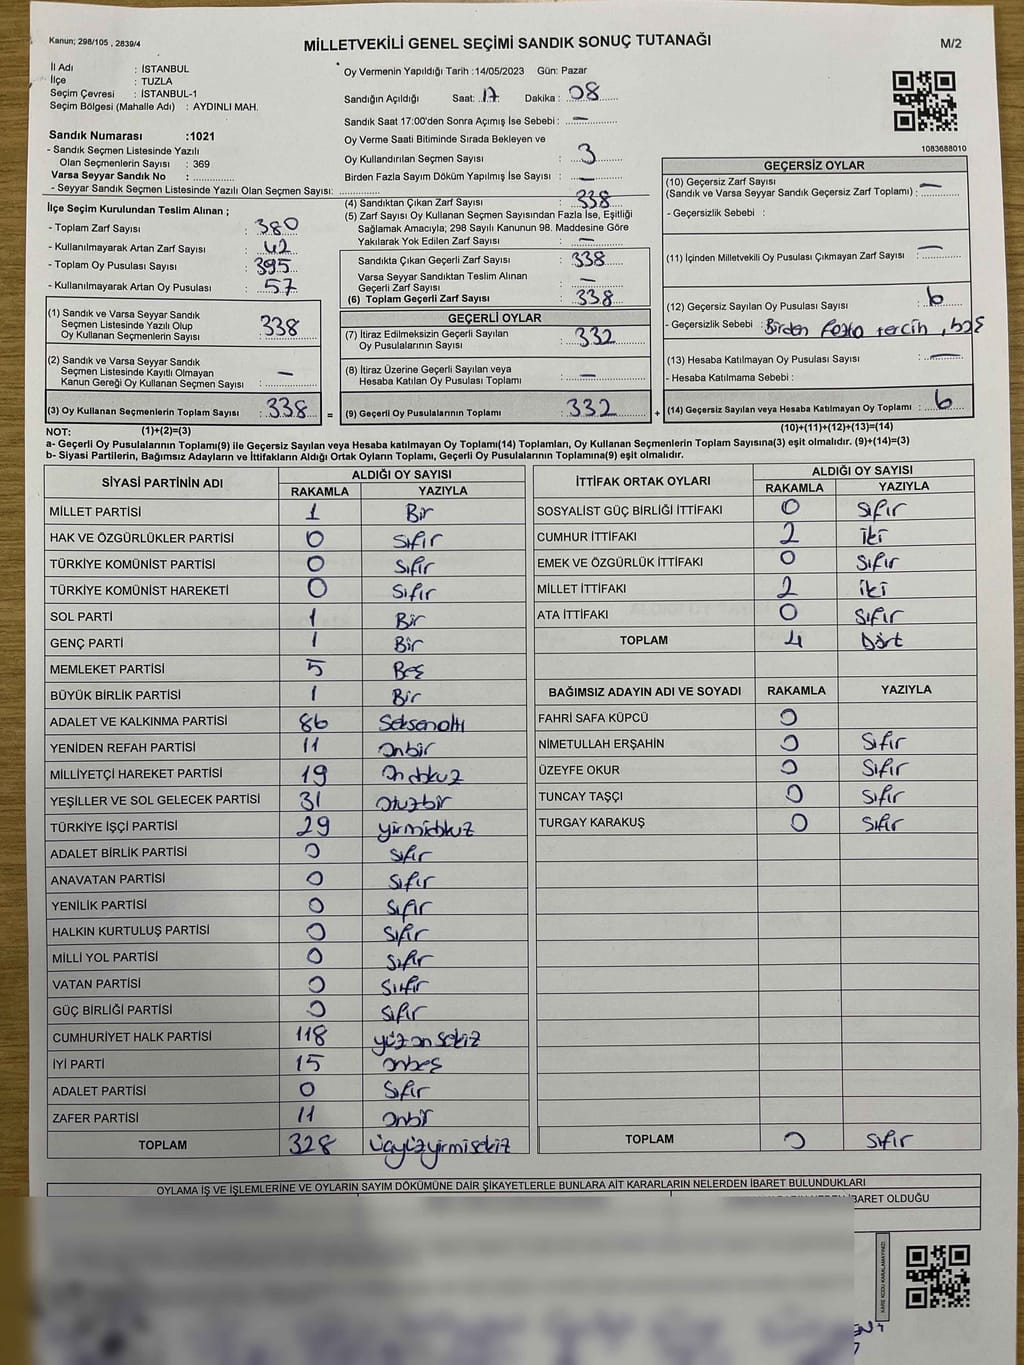 Kanun; 298/105 , 2839/4
MİLLETVEKİLİ GENEL SEÇİMİ SANDIK SONUÇ TUTANAĞI
M/2
İl Adı : İSTANBUL
İlçe : TUZLA
Seçim Çevresi : İSTANBUL-1
Seçim Bölgesi (Mahalle Adı) : AYDINLI MAH.
Sandık Numarası :1021
- Sandık Seçmen Listesinde Yazılı
Olan Seçmenlerin Sayısı : 369
Varsa Seyyar Sandık No : ..............
- Seyyar Sandık Seçmen Listesinde Yazılı Olan Seçmen Sayısı: ..............
Oy Vermenin Yapıldığı Tarih :14/05/2023 Gün: Pazar
Sandığın Açıldığı Saat: 17 Dakika : 08
Sandık Saat 17:00'den Sonra Açımış İse Sebebi : —
Oy Verme Saati Bitiminde Sırada Bekleyen ve
Oy Kullandırılan Seçmen Sayısı : 3
Birden Fazla Sayım Döküm Yapılmış İse Sayısı : —
1083688010
İlçe Seçim Kurulundan Teslim Alınan ;
- Toplam Zarf Sayısı : 380
- Kullanılmayarak Artan Zarf Sayısı : 42
- Toplam Oy Pusulası Sayısı : 395
- Kullanılmayarak Artan Oy Pusulası : 57
(1) Sandık ve Varsa Seyyar Sandık
Seçmen Listesinde Yazılı Olup
Oy Kullanan Seçmenlerin Sayısı : 338
(2) Sandık ve Varsa Seyyar Sandık
Seçmen Listesinde Kayıtlı Olmayan
Kanun Gereği Oy Kullanan Seçmen Sayısı : —
(3) Oy Kullanan Seçmenlerin Toplam Sayısı : 338 =
(4) Sandıktan Çıkan Zarf Sayısı : 338
(5) Zarf Sayısı Oy Kullanan Seçmen Sayısından Fazla İse, Eşitliği
Sağlamak Amacıyla; 298 Sayılı Kanunun 98. Maddesine Göre
Yakılarak Yok Edilen Zarf Sayısı : —
Sandıkta Çıkan Geçerli Zarf Sayısı : 338
Varsa Seyyar Sandıktan Teslim Alınan
Geçerli Zarf Sayısı : —
(6) Toplam Geçerli Zarf Sayısı : 338
GEÇERLİ OYLAR
(7) İtiraz Edilmeksizin Geçerli Sayılan
Oy Pusulalarının Sayısı : 332
(8) İtiraz Üzerine Geçerli Sayılan veya
Hesaba Katılan Oy Pusulası Toplamı : —
(9) Geçerli Oy Pusulalarının Toplamı : 332 +
GEÇERSİZ OYLAR
(10) Geçersiz Zarf Sayısı
(Sandık ve Varsa Seyyar Sandık Geçersiz Zarf Toplamı) : —
- Geçersizlik Sebebi :
(11) İçinden Milletvekili Oy Pusulası Çıkmayan Zarf Sayısı : —
(12) Geçersiz Sayılan Oy Pusulası Sayısı : 6
- Geçersizlik Sebebi : Birden fazla tercih , boş
(13) Hesaba Katılmayan Oy Pusulası Sayısı : —
- Hesaba Katılmama Sebebi :
(14) Geçersiz Sayılan veya Hesaba Katılmayan Oy Toplamı : 6
NOT: (1)+(2)=(3) (10)+(11)+(12)+(13)=(14)
a- Geçerli Oy Pusulalarının Toplamı(9) ile Geçersiz Sayılan veya Hesaba katılmayan Oy Toplamı(14) Toplamları, Oy Kullanan Seçmenlerin Toplam Sayısına(3) eşit olmalıdır. (9)+(14)=(3)
b- Siyasi Partilerin, Bağımsız Adayların ve İttifakların Aldığı Ortak Oyların Toplamı, Geçerli Oy Pusulalarının Toplamına(9) eşit olmalıdır.
SİYASİ PARTİNİN ADI ALDIĞI OY SAYISI
RAKAMLA YAZIYLA
MİLLET PARTİSİ 1 Bir
HAK VE ÖZGÜRLÜKLER PARTİSİ 0 Sıfır
TÜRKİYE KOMÜNİST PARTİSİ 0 Sıfır
TÜRKİYE KOMÜNİST HAREKETİ 0 Sıfır
SOL PARTİ 1 Bir
GENÇ PARTİ 1 Bir
MEMLEKET PARTİSİ 5 Beş
BÜYÜK BİRLİK PARTİSİ 1 Bir
ADALET VE KALKINMA PARTİSİ 86 Seksenaltı
YENİDEN REFAH PARTİSİ 11 Onbir
MİLLİYETÇİ HAREKET PARTİSİ 19 Ondokuz
YEŞİLLER VE SOL GELECEK PARTİSİ 31 Otuzbir
TÜRKİYE İŞÇİ PARTİSİ 29 yirmidokuz
ADALET BİRLİK PARTİSİ 0 Sıfır
ANAVATAN PARTİSİ 0 Sıfır
YENİLİK PARTİSİ 0 Sıfır
HALKIN KURTULUŞ PARTİSİ 0 Sıfır
MİLLİ YOL PARTİSİ 0 Sıfır
VATAN PARTİSİ 0 Sıfır
GÜÇ BİRLİĞİ PARTİSİ 0 Sıfır
CUMHURİYET HALK PARTİSİ 118 yüz on sekiz
İYİ PARTİ 15 Onbeş
ADALET PARTİSİ 0 Sıfır
ZAFER PARTİSİ 11 Onbir
TOPLAM 328 Üçyüzyirmisekiz
İTTİFAK ORTAK OYLARI ALDIĞI OY SAYISI
RAKAMLA YAZIYLA
SOSYALİST GÜÇ BİRLİĞİ İTTİFAKI 0 Sıfır
CUMHUR İTTİFAKI 2 iki
EMEK VE ÖZGÜRLÜK İTTİFAKI 0 Sıfır
MİLLET İTTİFAKI 2 iki
ATA İTTİFAKI 0 Sıfır
TOPLAM 4 Dört
BAĞIMSIZ ADAYIN ADI VE SOYADI RAKAMLA YAZIYLA
FAHRİ SAFA KÜPCÜ 0
NİMETULLAH ERŞAHİN 0 Sıfır
ÜZEYFE OKUR 0 Sıfır
TUNCAY TAŞÇI 0 Sıfır
TURGAY KARAKUŞ 0 Sıfır
TOPLAM 0 Sıfır
OYLAMA İŞ VE İŞLEMLERİNE VE OYLARIN SAYIM DÖKÜMÜNE DAİR ŞİKAYETLERLE BUNLARA AİT KARARLARIN NELERDEN İBARET BULUNDUKLARI
İBARET OLDUĞU
KARE KODU KARALAMAYINIZ!